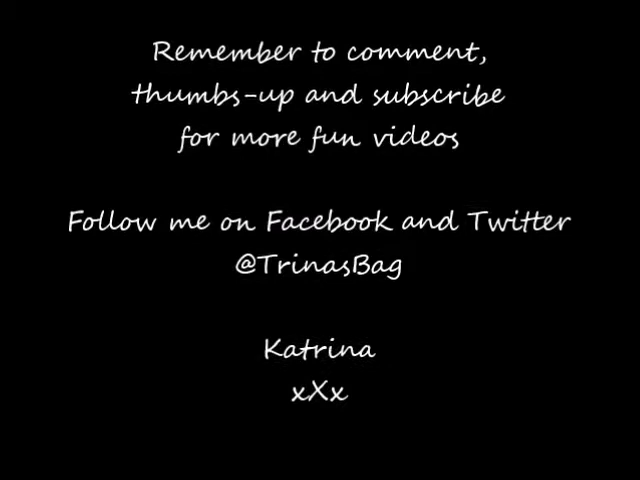 Remember to comment,
thumbs-up and subscribe
for more fun videos
Follow me on Facebook and Twitter
@TrinasBag
Katrina
xXx